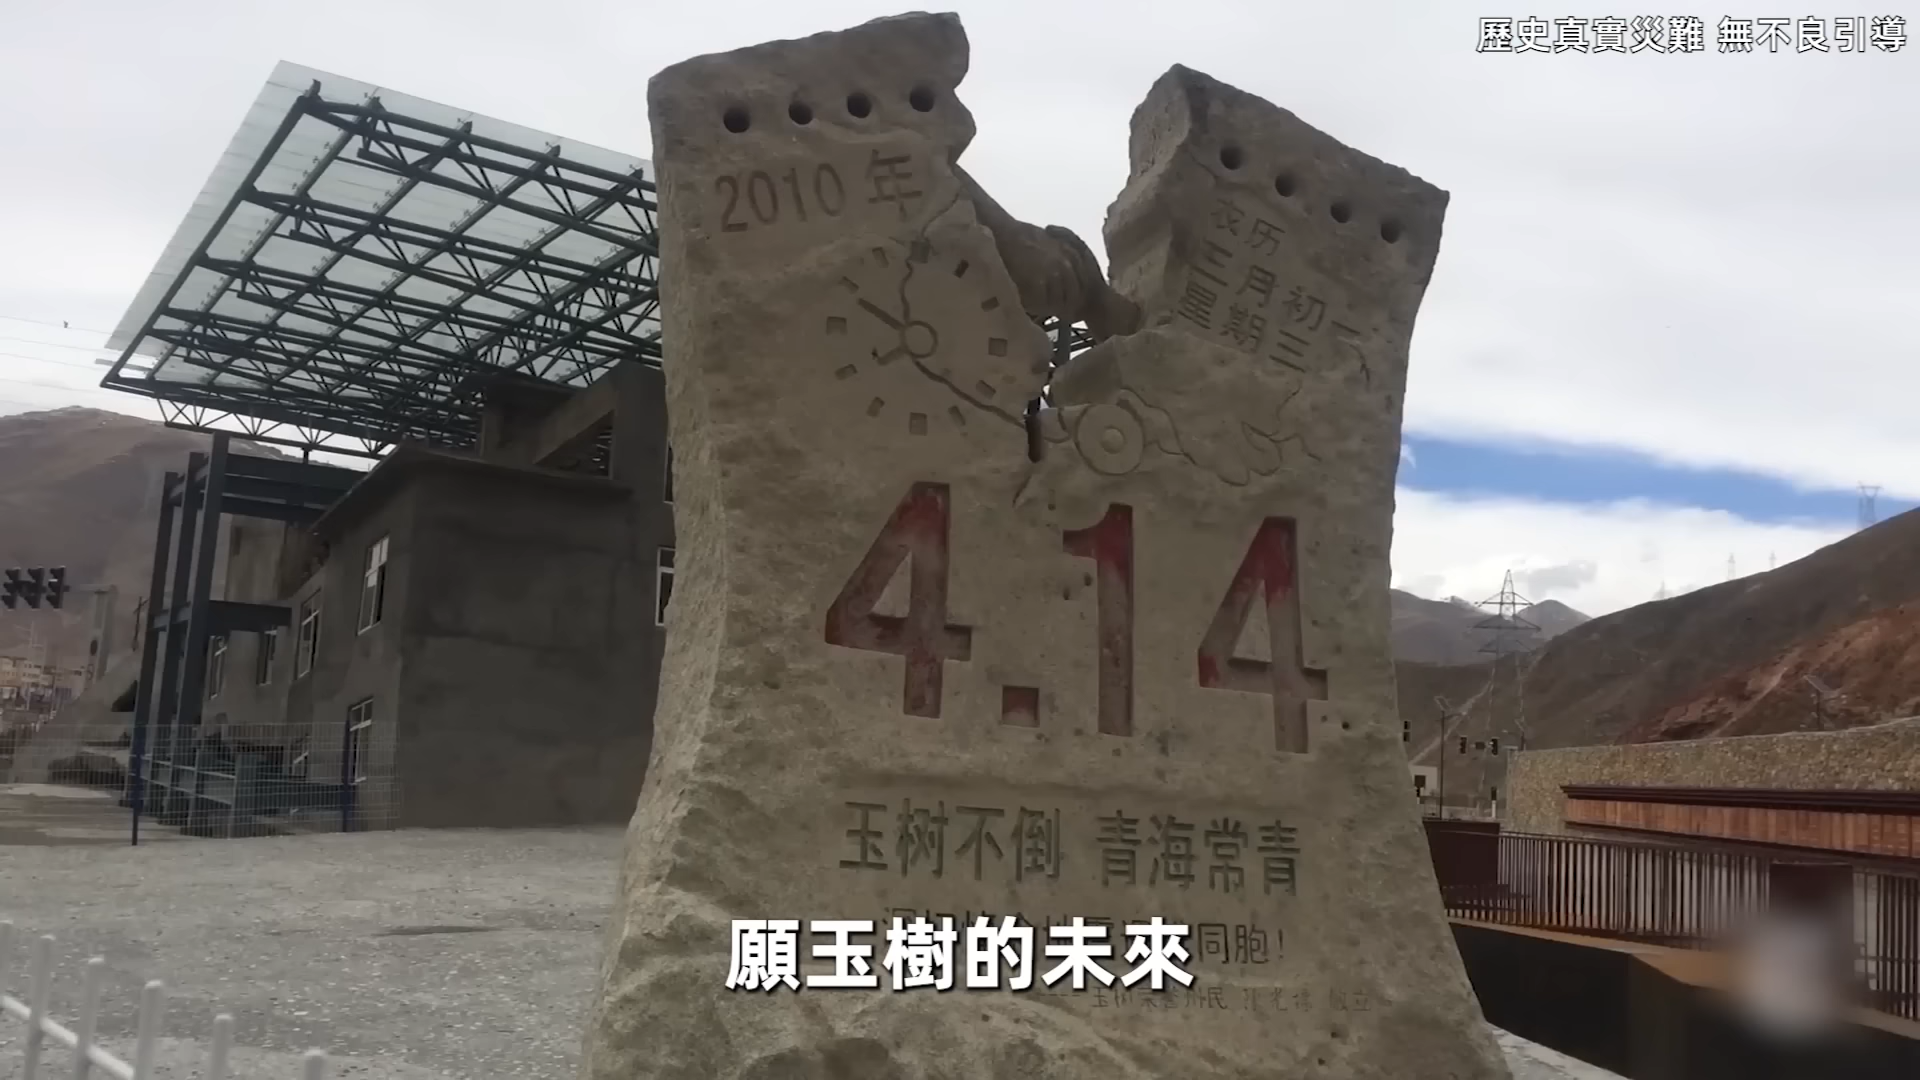 歷史真實災難 無不良引導
2010年
农历
三月初一
星期三
4.14
玉树不倒 青海常青
同胞！
願玉樹的未來